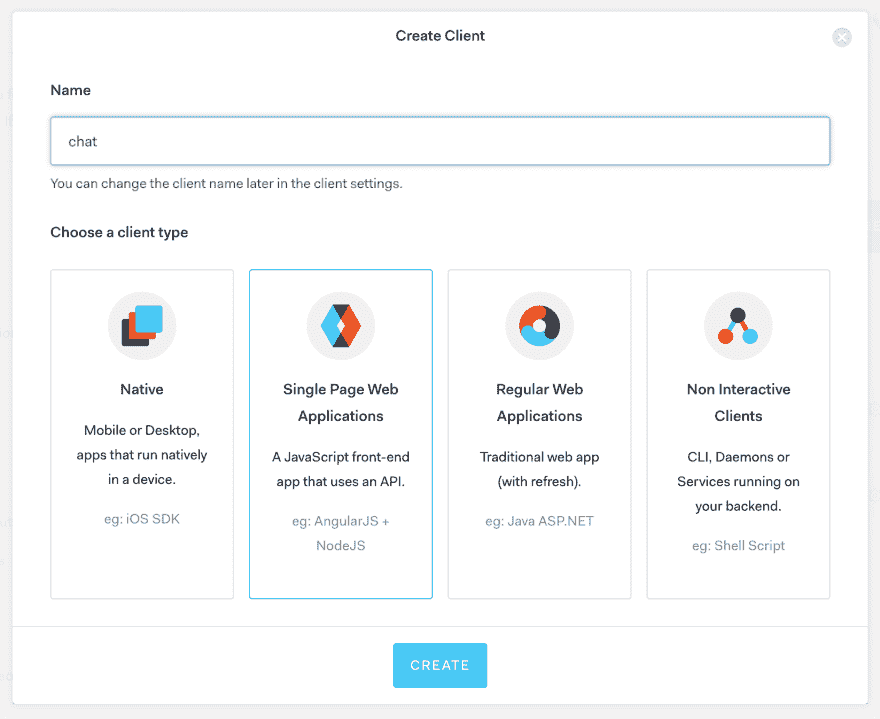 Create Client
Name
chat
You can change the client name later in the client settings.
Choose a client type
Native
Mobile or Desktop,
apps that run natively
in a device.
eg: iOS SDK
Single Page Web
Applications
A JavaScript front-end
app that uses an API.
eg: AngularJS +
NodeJS
Regular Web
Applications
Traditional web app
(with refresh).
eg: Java ASP.NET
Non Interactive
Clients
CLI, Daemons or
Services running on
your backend.
eg: Shell Script
CREATE